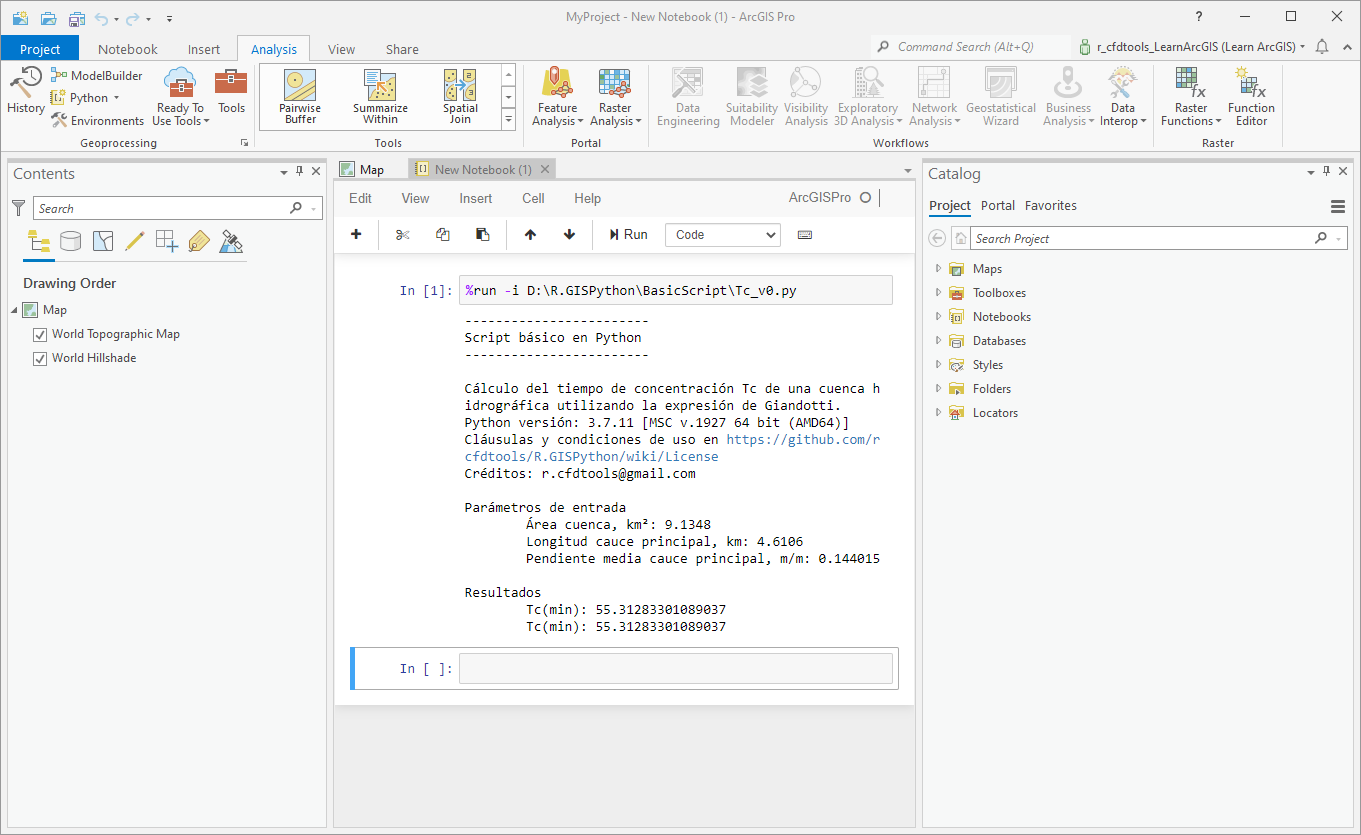 MyProject - New Notebook (1) - ArcGIS Pro
?
Project
Notebook
Insert
Analysis
View
Share
Command Search (Alt+Q)
r_cfdtools_LearnArcGIS (Learn ArcGIS)
History
ModelBuilder
Python
Environments
Ready To
Use Tools
Tools
Geoprocessing
Pairwise
Buffer
Summarize
Within
Spatial
Join
Tools
Feature
Analysis
Raster
Analysis
Portal
Data
Engineering
Suitability
Modeler
Visibility
Analysis
Exploratory
3D Analysis
Network
Analysis
Geostatistical
Wizard
Business
Analysis
Data
Interop
Workflows
Raster
Functions
Function
Editor
Raster
Contents
Search
Drawing Order
Map
World Topographic Map
World Hillshade
Map
New Notebook (1)
Edit
View
Insert
Cell
Help
ArcGISPro
Run
Code
In [1]:
%run -i D:\R.GISPython\BasicScript\Tc_v0.py
------------------------
Script básico en Python
------------------------
Cálculo del tiempo de concentración Tc de una cuenca h
idrográfica utilizando la expresión de Giandotti.
Python versión: 3.7.11 [MSC v.1927 64 bit (AMD64)]
Cláusulas y condiciones de uso en https://github.com/r
cfdtools/R.GISPython/wiki/License
Créditos: r.cfdtools@gmail.com
Parámetros de entrada
Área cuenca, km²: 9.1348
Longitud cauce principal, km: 4.6106
Pendiente media cauce principal, m/m: 0.144015
Resultados
Tc(min): 55.31283301089037
Tc(min): 55.31283301089037
In [ ]:
Catalog
Project
Portal
Favorites
Search Project
Maps
Toolboxes
Notebooks
Databases
Styles
Folders
Locators